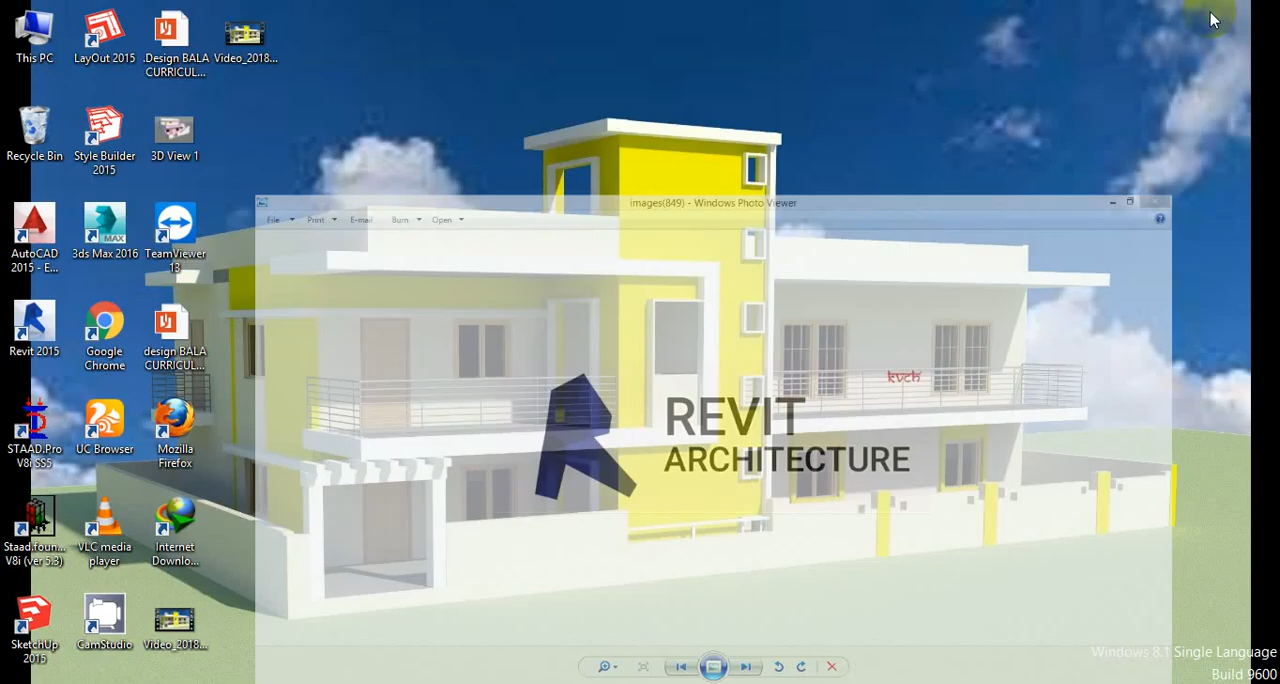 This PC
LayOut 2015
.Design BALA
CURRICUL...
Video_2018...
Recycle Bin
Style Builder
2015
3D View 1
AutoCAD
2015 - E...
3ds Max 2016
TeamViewer
13
Revit 2015
Google
Chrome
design BALA
CURRICUL...
STAAD.Pro
V8i SS5
UC Browser
Mozilla
Firefox
Staad.foun...
V8i (ver 5.3)
VLC media
player
Internet
Downlo...
SketchUp
2015
CamStudio
Video_2018...
images(849) - Windows Photo Viewer
File Print E-mail Burn Open
kvch
REVIT
ARCHITECTURE
Windows 8.1 Single Language
Build 9600